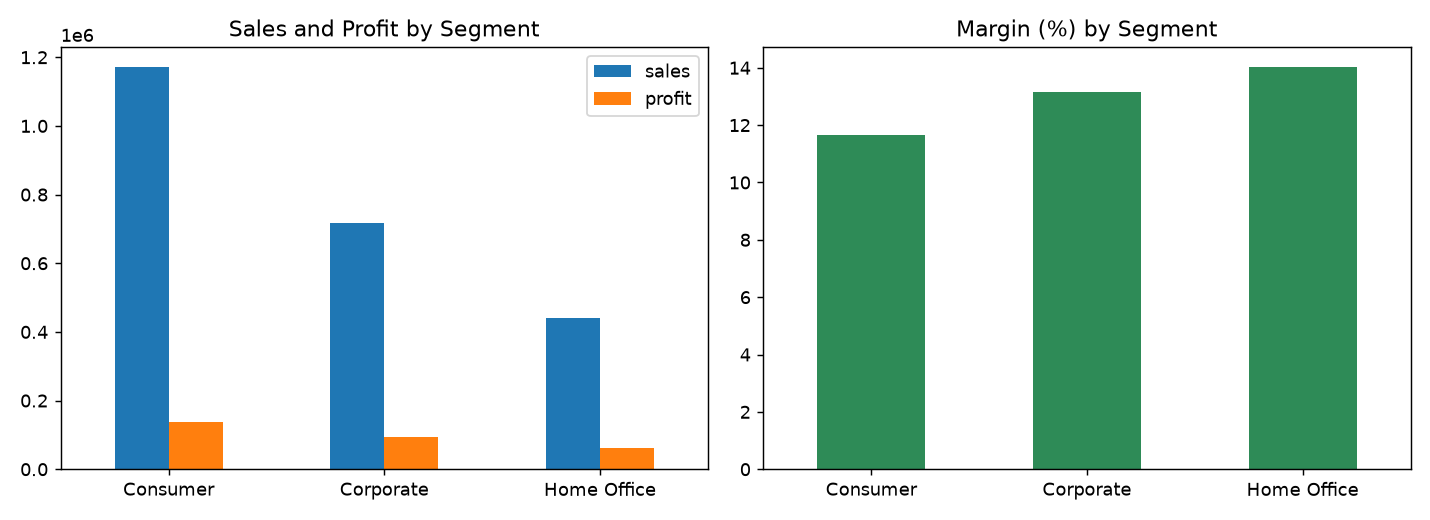 Sales and Profit by Segment
1e6
1.2
1.0
0.8
0.6
0.4
0.2
0.0
sales
profit
Consumer
Corporate
Home Office
Margin (%) by Segment
14
12
10
8
6
4
2
0
Consumer
Corporate
Home Office